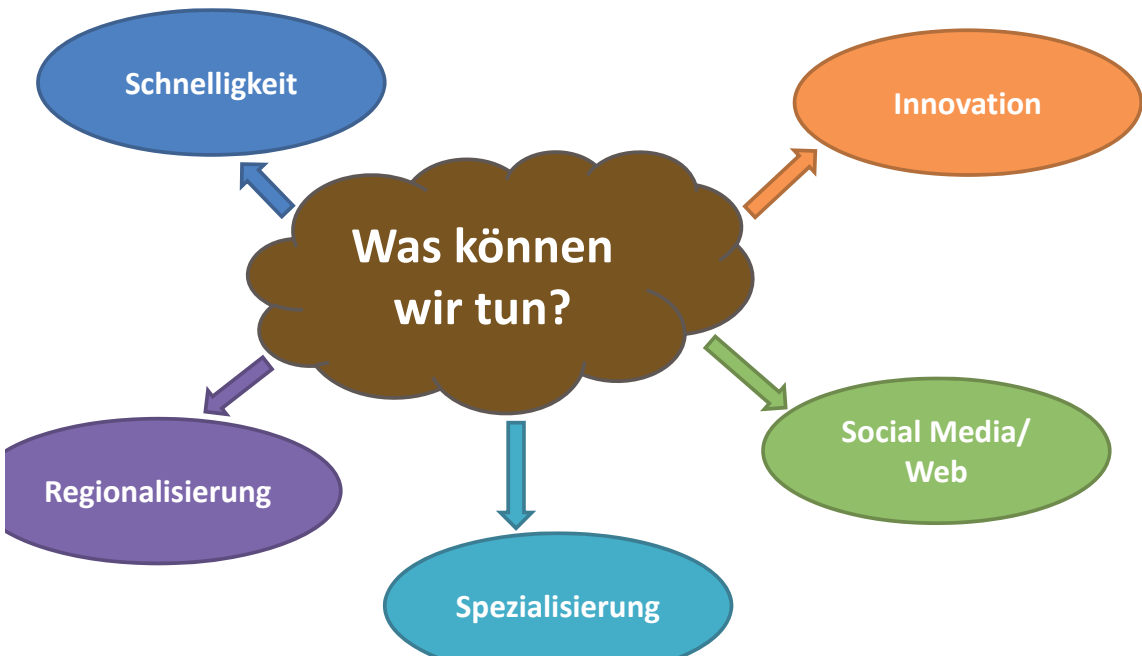 Schnelligkeit
Innovation
Was können
wir tun?
Social Media/
Web
Regionalisierung
Spezialisierung